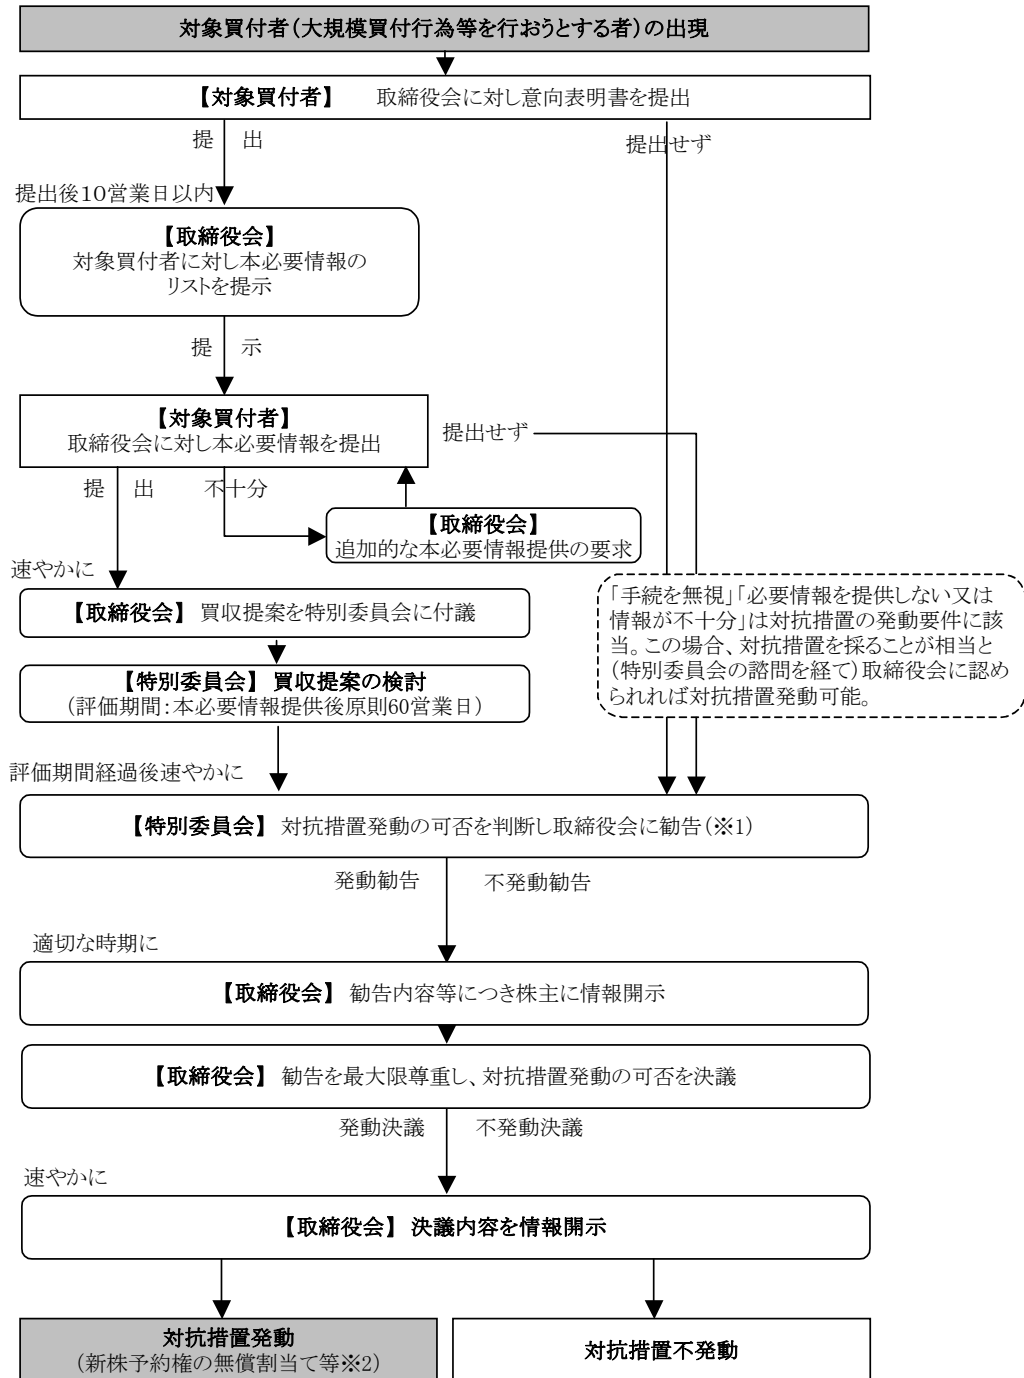 対象買付者（大規模買付行為等を行おうとする者）の出現
【対象買付者】　取締役会に対し意向表明書を提出
提　出
提出せず
提出後10営業日以内
【取締役会】
対象買付者に対し本必要情報の
リストを提示
提　示
【対象買付者】
取締役会に対し本必要情報を提出
提出せず
提　出
不十分
【取締役会】
追加的な本必要情報提供の要求
速やかに
【取締役会】 買収提案を特別委員会に付議
「手続を無視」「必要情報を提供しない又は
情報が不十分」は対抗措置の発動要件に該
当。この場合、対抗措置を採ることが相当と
（特別委員会の諮問を経て）取締役会に認め
られれば対抗措置発動可能。
【特別委員会】 買収提案の検討
（評価期間：本必要情報提供後原則60営業日）
評価期間経過後速やかに
【特別委員会】 対抗措置発動の可否を判断し取締役会に勧告（※1）
発動勧告
不発動勧告
適切な時期に
【取締役会】 勧告内容等につき株主に情報開示
【取締役会】 勧告を最大限尊重し、対抗措置発動の可否を決議
発動決議
不発動決議
速やかに
【取締役会】 決議内容を情報開示
対抗措置発動
（新株予約権の無償割当て等※2）
対抗措置不発動